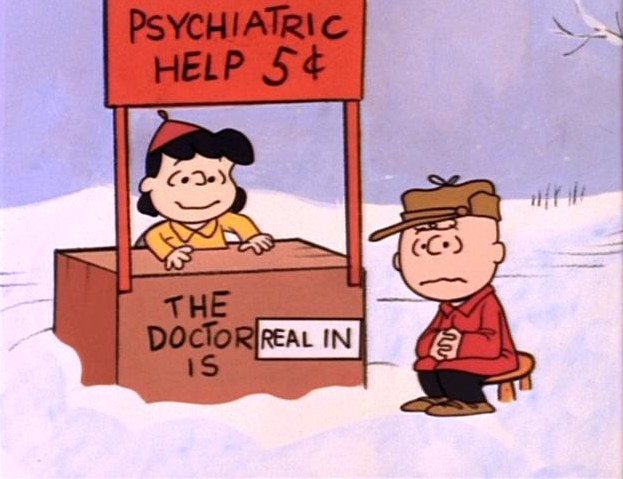 PSYCHIATRIC
HELP 5¢
THE
DOCTOR REAL IN
IS